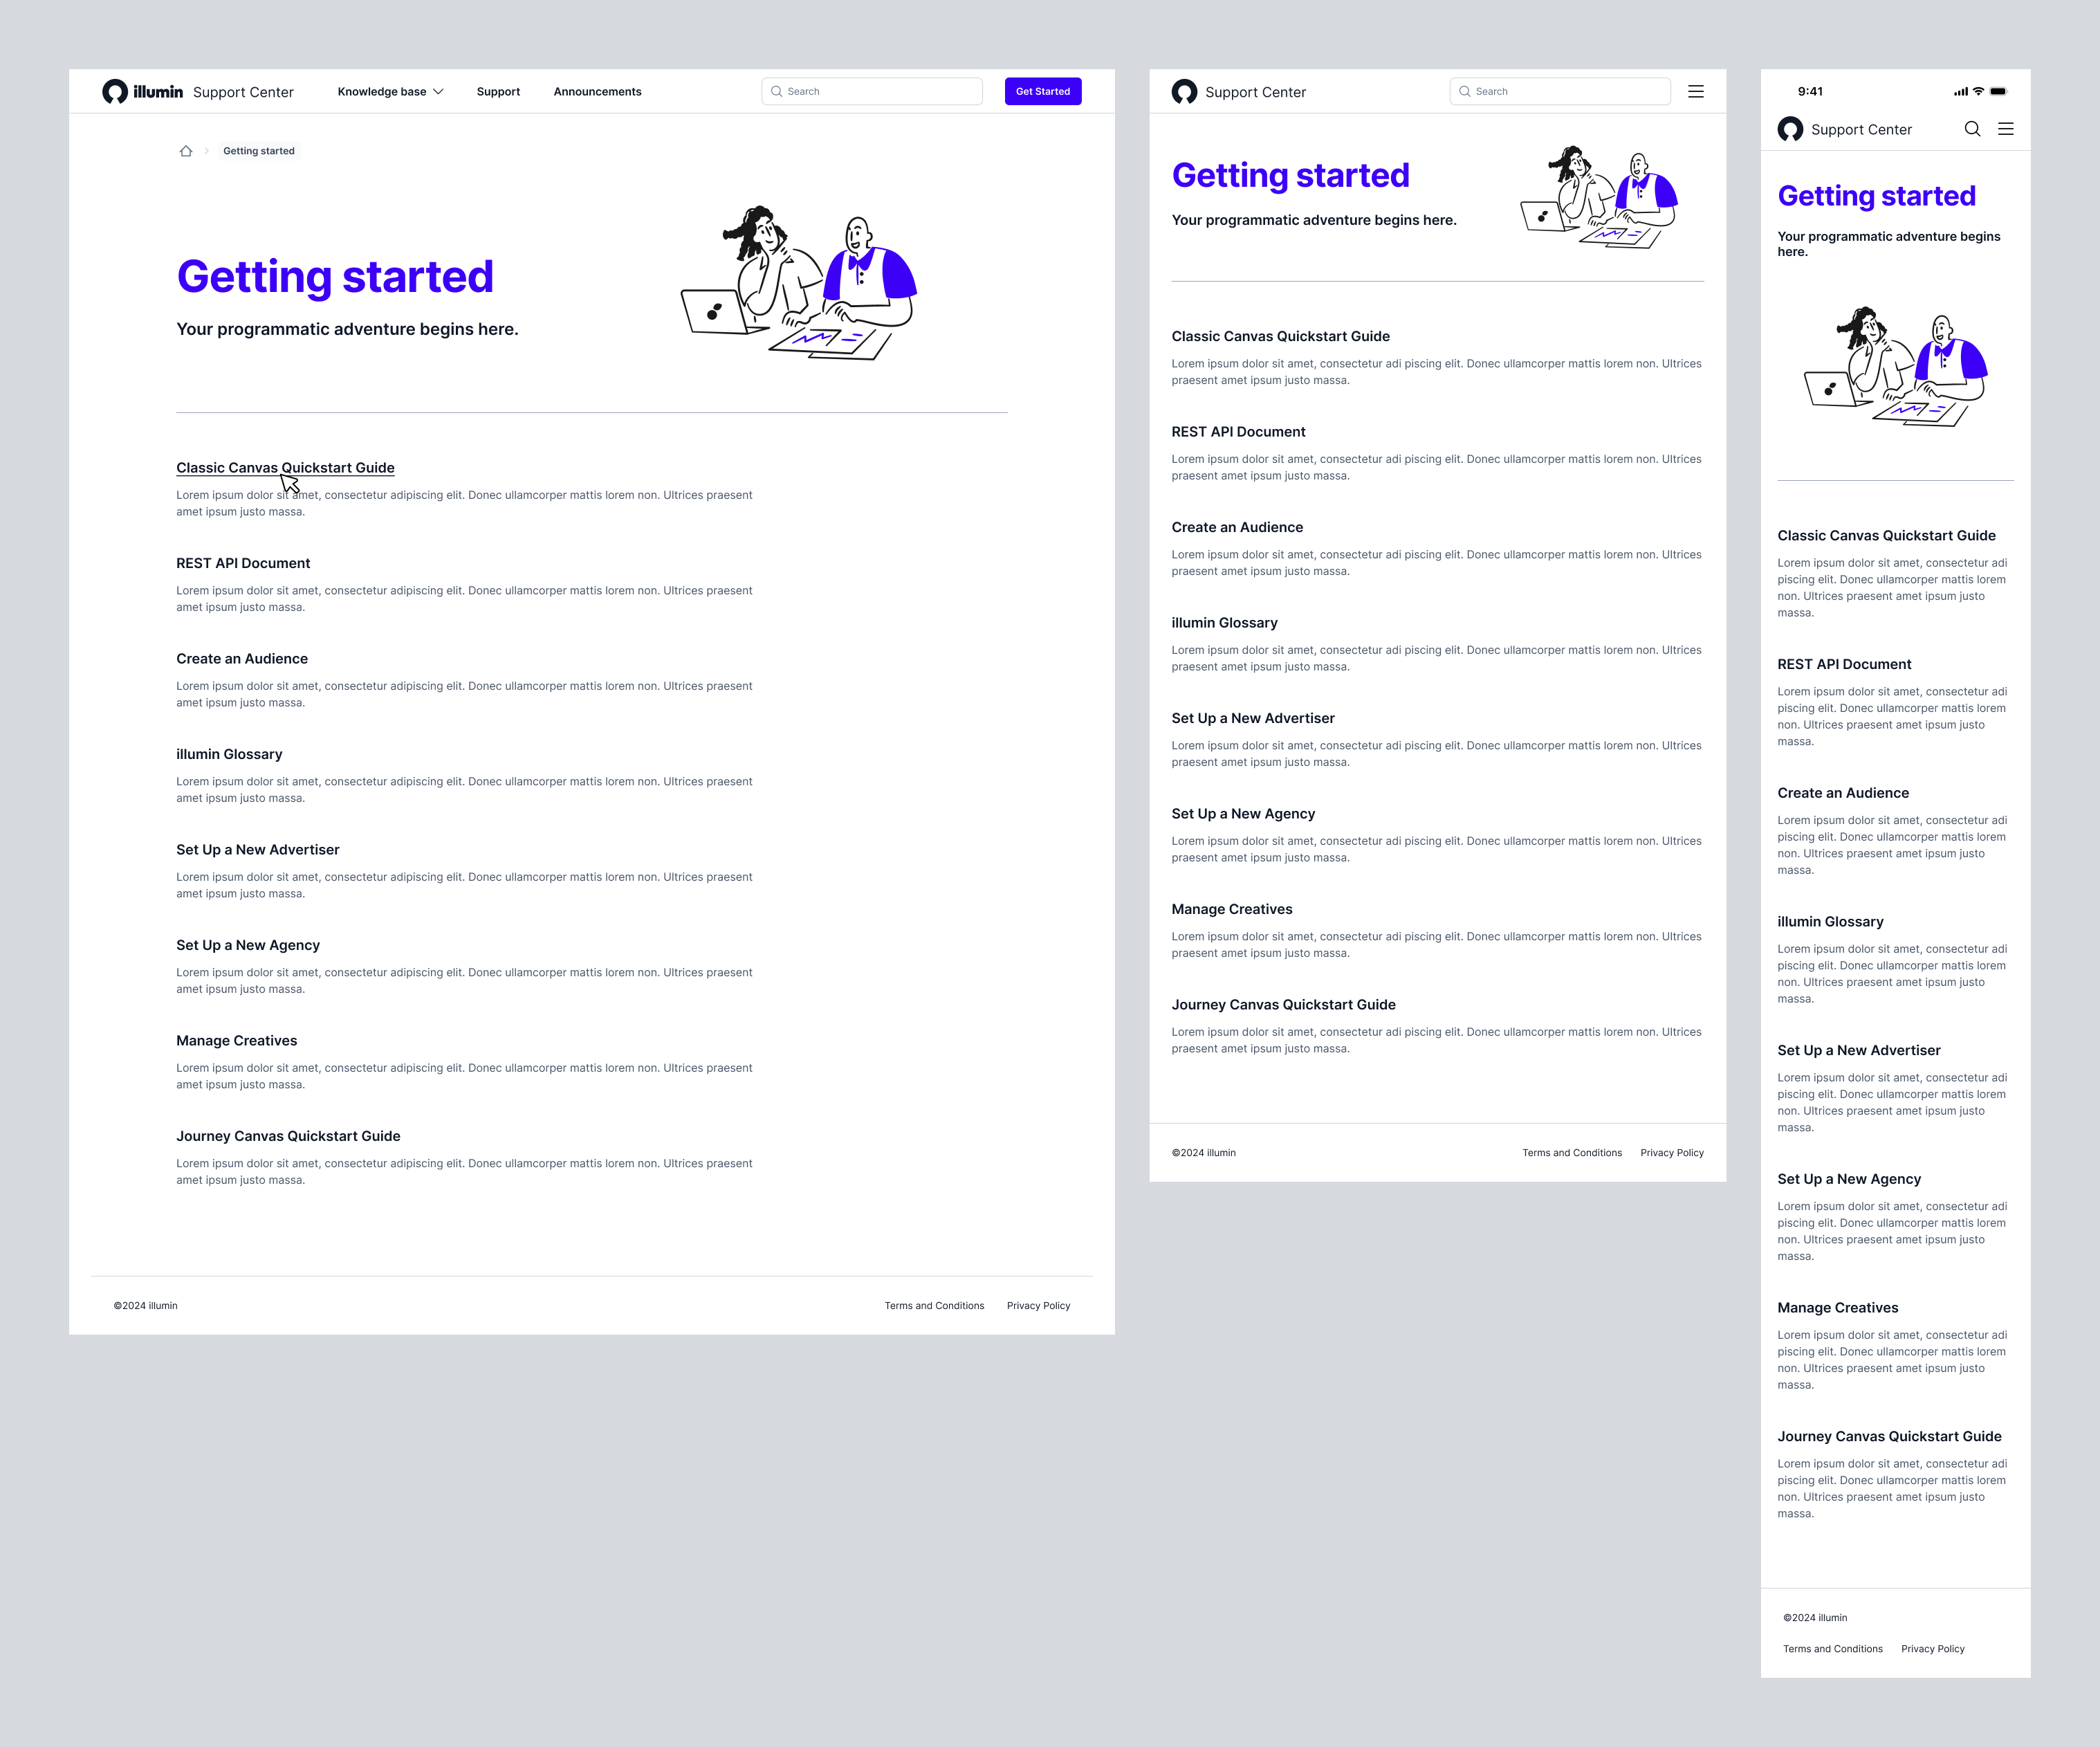 illumin Support Center Knowledge base Support Announcements Search Get Started
Getting started
Getting started
Your programmatic adventure begins here.
Classic Canvas Quickstart Guide
Lorem ipsum dolor sit amet, consectetur adipiscing elit. Donec ullamcorper mattis lorem non. Ultrices praesent
amet ipsum justo massa.
REST API Document
Lorem ipsum dolor sit amet, consectetur adipiscing elit. Donec ullamcorper mattis lorem non. Ultrices praesent
amet ipsum justo massa.
Create an Audience
Lorem ipsum dolor sit amet, consectetur adipiscing elit. Donec ullamcorper mattis lorem non. Ultrices praesent
amet ipsum justo massa.
illumin Glossary
Lorem ipsum dolor sit amet, consectetur adipiscing elit. Donec ullamcorper mattis lorem non. Ultrices praesent
amet ipsum justo massa.
Set Up a New Advertiser
Lorem ipsum dolor sit amet, consectetur adipiscing elit. Donec ullamcorper mattis lorem non. Ultrices praesent
amet ipsum justo massa.
Set Up a New Agency
Lorem ipsum dolor sit amet, consectetur adipiscing elit. Donec ullamcorper mattis lorem non. Ultrices praesent
amet ipsum justo massa.
Manage Creatives
Lorem ipsum dolor sit amet, consectetur adipiscing elit. Donec ullamcorper mattis lorem non. Ultrices praesent
amet ipsum justo massa.
Journey Canvas Quickstart Guide
Lorem ipsum dolor sit amet, consectetur adipiscing elit. Donec ullamcorper mattis lorem non. Ultrices praesent
amet ipsum justo massa.
©2024 illumin Terms and Conditions Privacy Policy
Support Center Search
Getting started
Your programmatic adventure begins here.
Classic Canvas Quickstart Guide
Lorem ipsum dolor sit amet, consectetur adi piscing elit. Donec ullamcorper mattis lorem non. Ultrices
praesent amet ipsum justo massa.
REST API Document
Lorem ipsum dolor sit amet, consectetur adi piscing elit. Donec ullamcorper mattis lorem non. Ultrices
praesent amet ipsum justo massa.
Create an Audience
Lorem ipsum dolor sit amet, consectetur adi piscing elit. Donec ullamcorper mattis lorem non. Ultrices
praesent amet ipsum justo massa.
illumin Glossary
Lorem ipsum dolor sit amet, consectetur adi piscing elit. Donec ullamcorper mattis lorem non. Ultrices
praesent amet ipsum justo massa.
Set Up a New Advertiser
Lorem ipsum dolor sit amet, consectetur adi piscing elit. Donec ullamcorper mattis lorem non. Ultrices
praesent amet ipsum justo massa.
Set Up a New Agency
Lorem ipsum dolor sit amet, consectetur adi piscing elit. Donec ullamcorper mattis lorem non. Ultrices
praesent amet ipsum justo massa.
Manage Creatives
Lorem ipsum dolor sit amet, consectetur adi piscing elit. Donec ullamcorper mattis lorem non. Ultrices
praesent amet ipsum justo massa.
Journey Canvas Quickstart Guide
Lorem ipsum dolor sit amet, consectetur adi piscing elit. Donec ullamcorper mattis lorem non. Ultrices
praesent amet ipsum justo massa.
©2024 illumin Terms and Conditions Privacy Policy
9:41
Support Center
Getting started
Your programmatic adventure begins
here.
Classic Canvas Quickstart Guide
Lorem ipsum dolor sit amet, consectetur adi
piscing elit. Donec ullamcorper mattis lorem
non. Ultrices praesent amet ipsum justo
massa.
REST API Document
Lorem ipsum dolor sit amet, consectetur adi
piscing elit. Donec ullamcorper mattis lorem
non. Ultrices praesent amet ipsum justo
massa.
Create an Audience
Lorem ipsum dolor sit amet, consectetur adi
piscing elit. Donec ullamcorper mattis lorem
non. Ultrices praesent amet ipsum justo
massa.
illumin Glossary
Lorem ipsum dolor sit amet, consectetur adi
piscing elit. Donec ullamcorper mattis lorem
non. Ultrices praesent amet ipsum justo
massa.
Set Up a New Advertiser
Lorem ipsum dolor sit amet, consectetur adi
piscing elit. Donec ullamcorper mattis lorem
non. Ultrices praesent amet ipsum justo
massa.
Set Up a New Agency
Lorem ipsum dolor sit amet, consectetur adi
piscing elit. Donec ullamcorper mattis lorem
non. Ultrices praesent amet ipsum justo
massa.
Manage Creatives
Lorem ipsum dolor sit amet, consectetur adi
piscing elit. Donec ullamcorper mattis lorem
non. Ultrices praesent amet ipsum justo
massa.
Journey Canvas Quickstart Guide
Lorem ipsum dolor sit amet, consectetur adi
piscing elit. Donec ullamcorper mattis lorem
non. Ultrices praesent amet ipsum justo
massa.
©2024 illumin
Terms and Conditions Privacy Policy